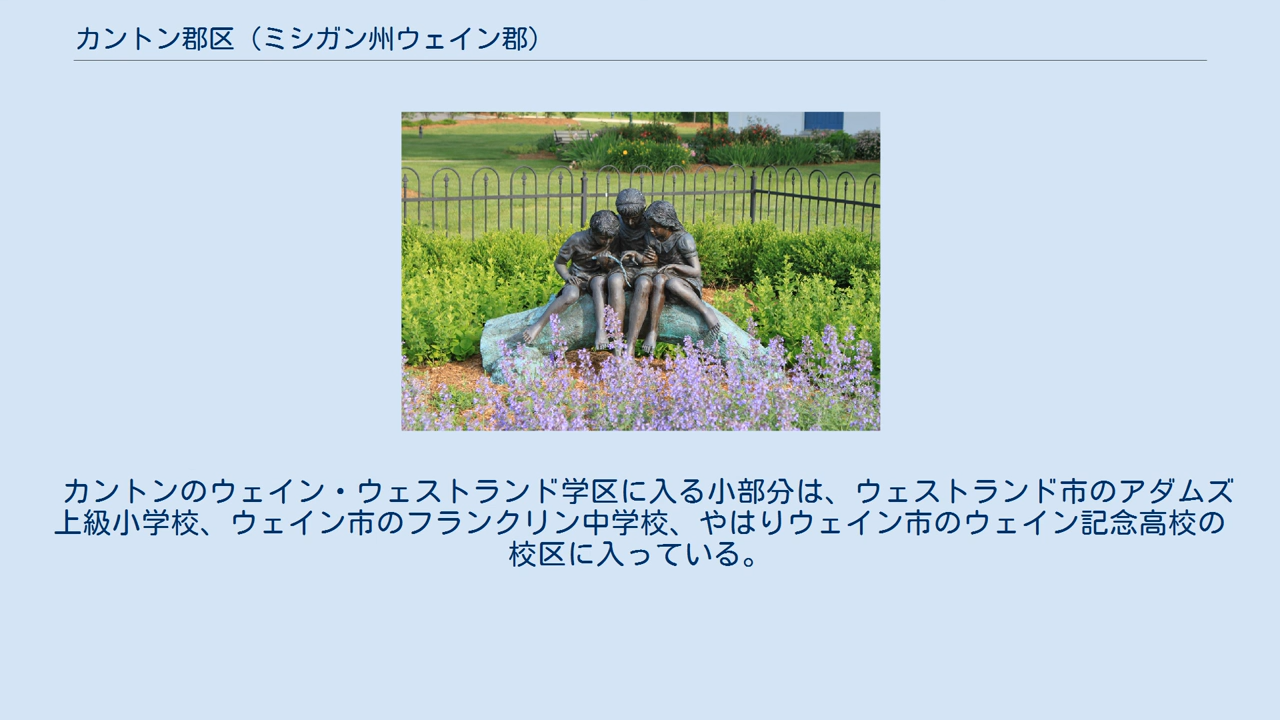 カントン郡区（ミシガン州ウェイン郡）
カントンのウェイン・ウェストランド学区に入る小部分は、ウェストランド市のアダムズ
上級小学校、ウェイン市のフランクリン中学校、やはりウェイン市のウェイン記念高校の
校区に入っている。